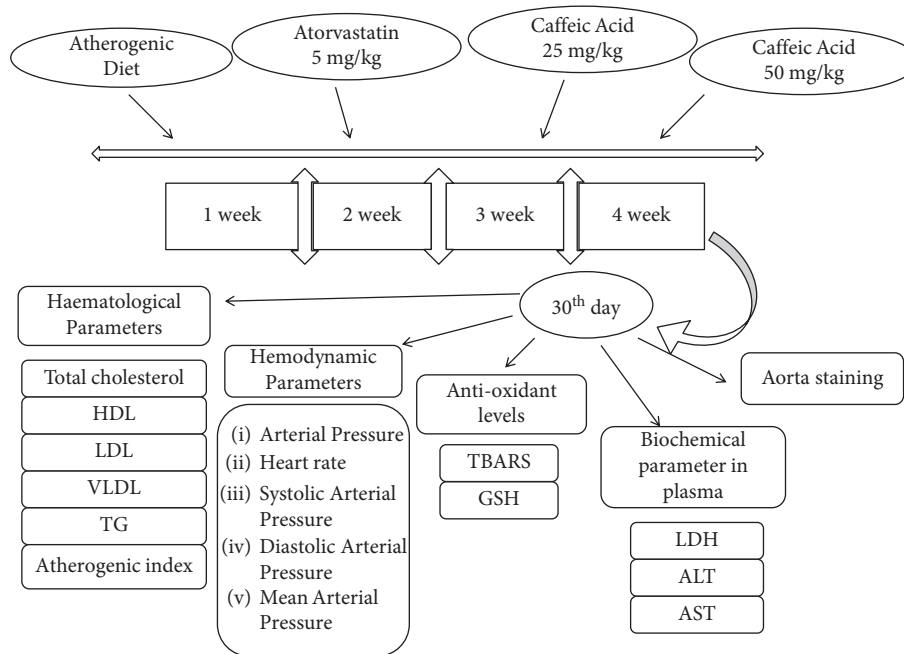 Atherogenic
Diet
Atorvastatin
5 mg/kg
Caffeic Acid
25 mg/kg
Caffeic Acid
50 mg/kg
1 week
2 week
3 week
4 week
30th day
Haematological
Parameters
Total cholesterol
HDL
LDL
VLDL
TG
Atherogenic index
Hemodynamic
Parameters
(i) Arterial Pressure
(ii) Heart rate
(iii) Systolic Arterial
Pressure
(iv) Diastolic Arterial
Pressure
(v) Mean Arterial
Pressure
Anti-oxidant
levels
TBARS
GSH
Biochemical
parameter in
plasma
LDH
ALT
AST
Aorta staining